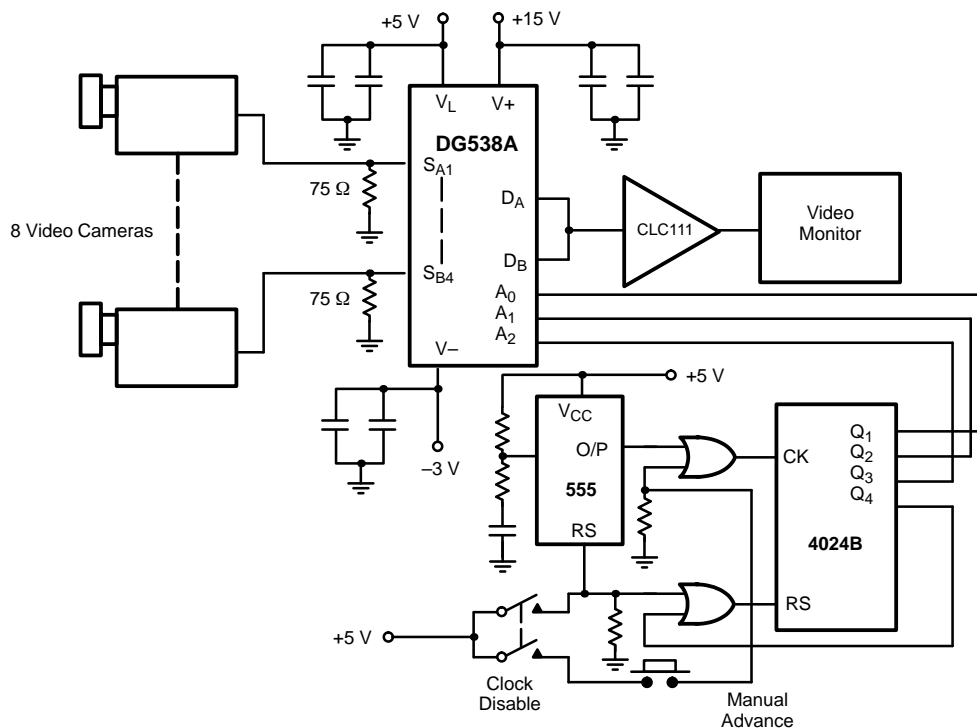 +5 V
+15 V
V_L
V+
DG538A
S_A1
75 Ω
D_A
CLC111
Video
Monitor
8 Video Cameras
D_B
S_B4
A_0
75 Ω
A_1
A_2
V–
+5 V
V_CC
–3 V
O/P
CK
Q_1
Q_2
Q_3
Q_4
555
RS
4024B
RS
+5 V
Clock
Disable
Manual
Advance